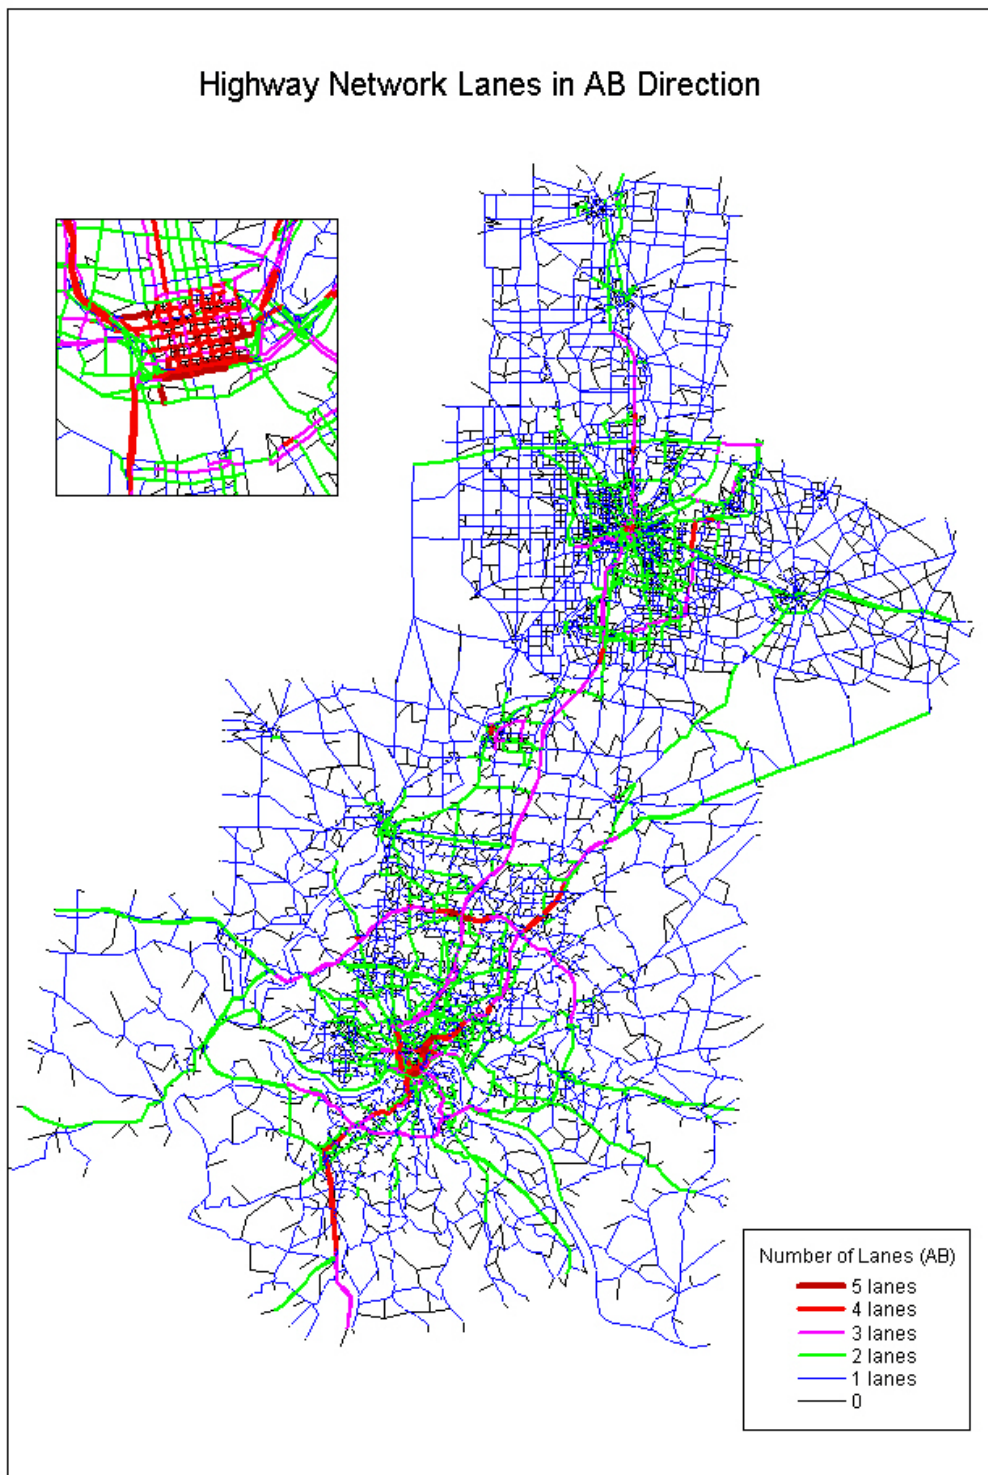 Highway Network Lanes in AB Direction
Number of Lanes (AB)
5 lanes
4 lanes
3 lanes
2 lanes
1 lanes
0